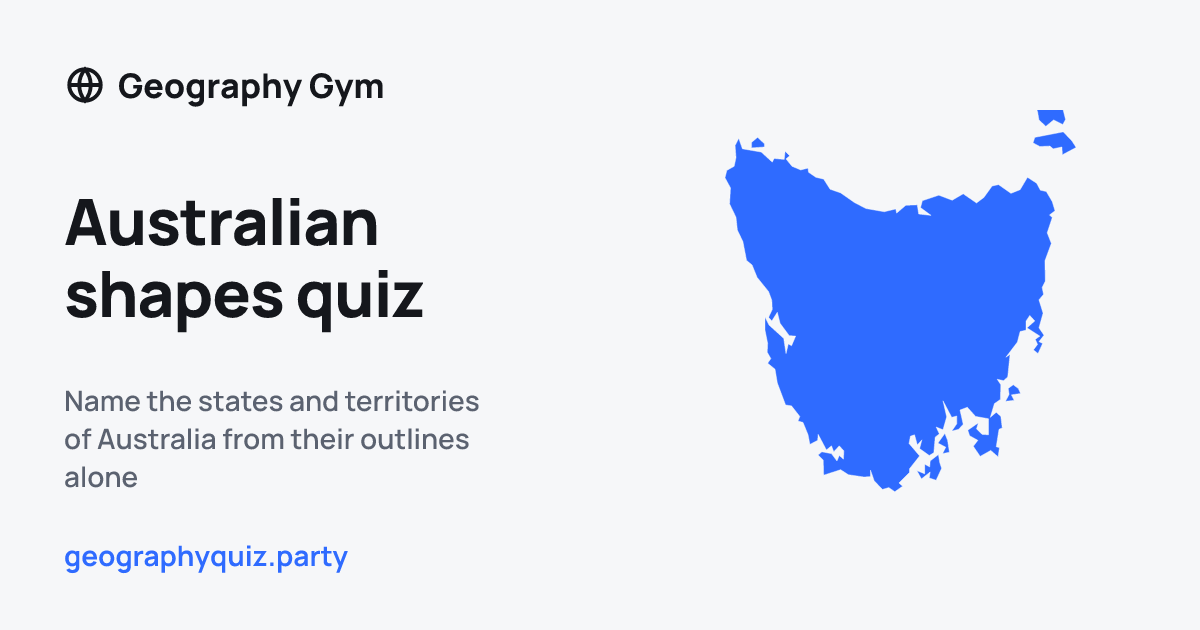 Geography Gym
Australian
shapes quiz
Name the states and territories
of Australia from their outlines
alone
geographyquiz.party